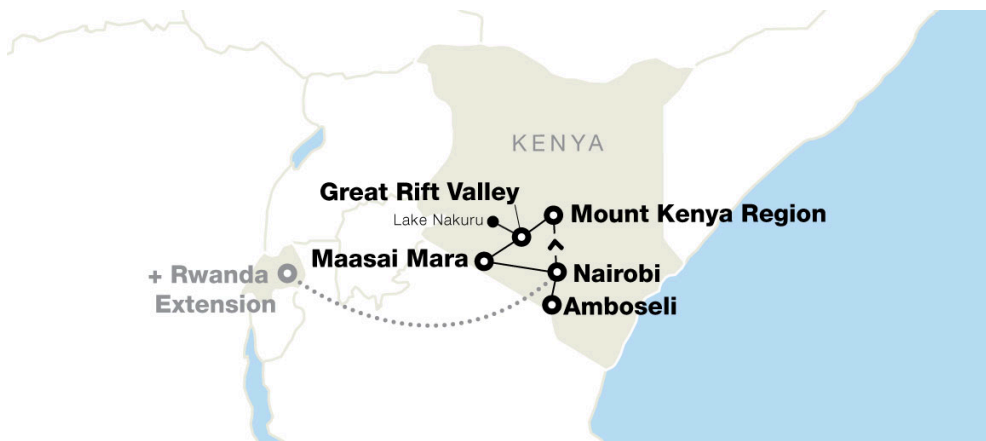 KENYA
Great Rift Valley
Lake Nakuru
Mount Kenya Region
Maasai Mara
+ Rwanda
Extension
Nairobi
Amboseli